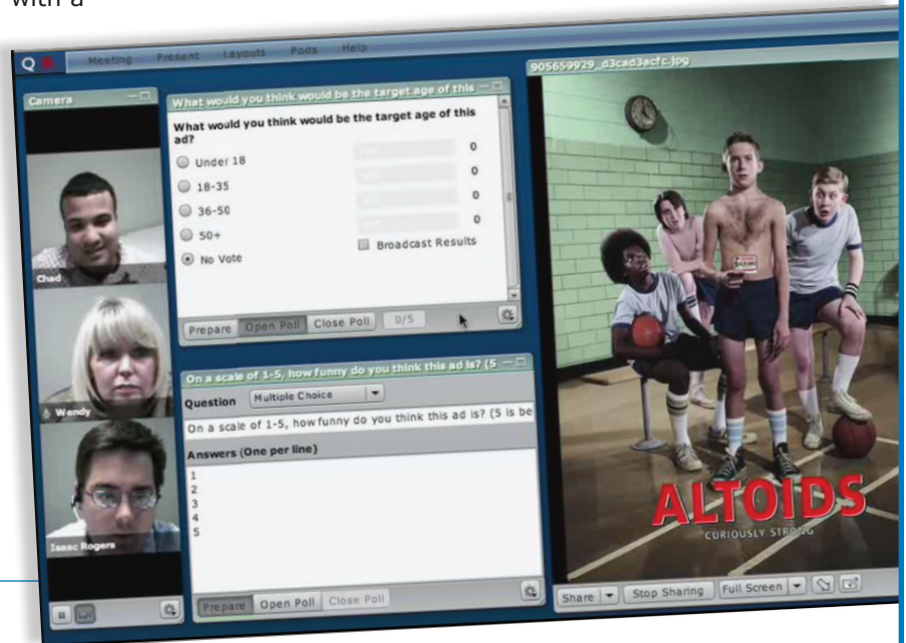 with a
Q
Meeting Present Layouts Pods Help
Camera
Chad
Wendy
Isaac Rogers
What would you think would be the target age of this
What would you think would be the target age of this
ad?
Under 18
18-35
36-50
50+
No Vote
0
0
0
0
Broadcast Results
Prepare Open Poll Close Poll 0/5
On a scale of 1-5, how funny do you think this ad is? (5
Question Multiple Choice
On a scale of 1-5, how funny do you think this ad is? (5 is be
Answers (One per line)
1
2
3
4
5
Prepare Open Poll Close Poll
905659929_d3cad3acfc.jpg
ALTOIDS
CURIOUSLY STRONG
Share Stop Sharing Full Screen